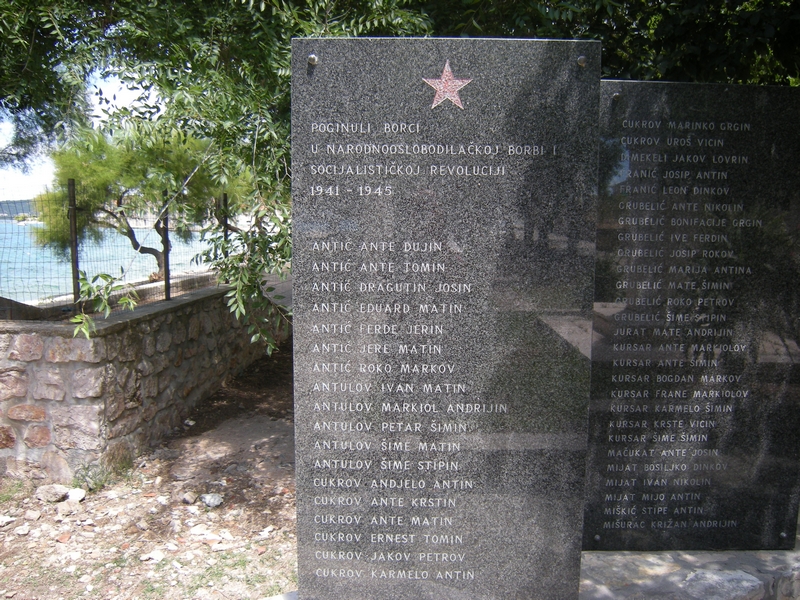 POGINULI BORCI
U NARODNOOSLOBODILAČKOJ BORBI I
SOCIJALISTIČKOJ REVOLUCIJI
1941 - 1945
ANTIĆ ANTE DUJIN
ANTIĆ ANTE TOMIN
ANTIĆ DRAGUTIN JOSIN
ANTIĆ EDUARD MATIN
ANTIĆ FERDE JERIN
ANTIĆ JERE MATIN
ANTIĆ ROKO MARKOV
ANTULOV IVAN MATIN
ANTULOV MARKIOL ANDRIJIN
ANTULOV PETAR ŠIMIN
ANTULOV ŠIME MATIN
ANTULOV ŠIME STIPIN
CUKROV ANDJELO ANTIN
CUKROV ANTE KRSTIN
CUKROV ANTE MATIN
CUKROV ERNEST TOMIN
CUKROV JAKOV PETROV
CUKROV KARMELO ANTIN
CUKROV MARINKO GRGIN
CUKROV UROŠ VICIN
JAKOV LOVRIN
FRANIĆ JOSIP ANTIN
FRANIĆ LEON DINKOV
GRUBELIĆ ANTE NIKOLIN
GRUBELIĆ BONIFACIJE GRGIN
GRUBELIĆ IVE FERDIN
GRUBELIĆ JOSIP ROKOV
GRUBELIĆ MARIJA ANTINA
GRUBELIĆ MATE ŠIMIN
GRUBELIĆ ROKO PETROV
GRUBELIĆ ŠIME STIPIN
JURAT MATE ANDRIJIN
KURSAR ANTE MARKIOLOV
KURSAR ANTE ŠIMIN
KURSAR BOGDAN MARKOV
KURSAR FRANE MARKIOLOV
KURSAR KARMELO ŠIMIN
KURSAR KRSTE VICIN
KURSAR ŠIME ŠIMIN
MAČUKAT ANTE JOSIN
MIJAT BOSILJKO DINKOV
MIJAT IVAN NIKOLIN
MIJAT MIJO ANTIN
MIŠKIĆ STIPE ANTIN
MIŠURAC KRIŽAN ANDRIJIN